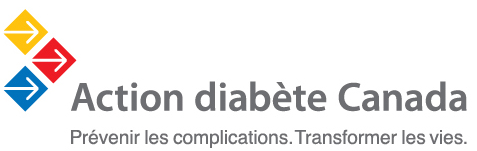 Action diabète Canada
Prévenir les complications. Transformer les vies.